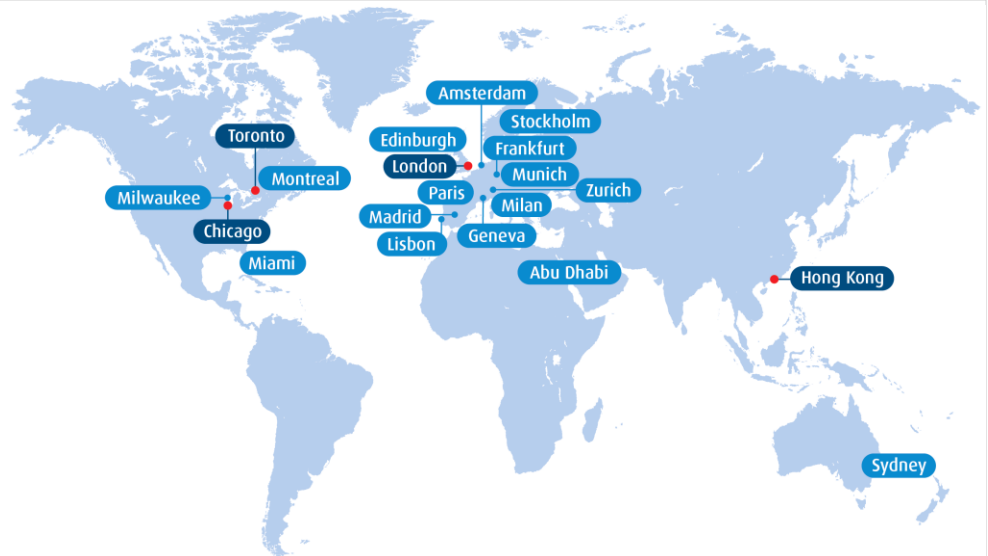 Amsterdam
Stockholm
Toronto
Edinburgh
Frankfurt
London
Montreal
Munich
Milwaukee
Paris
Zurich
Milan
Madrid
Chicago
Lisbon
Geneva
Miami
Abu Dhabi
Hong Kong
Sydney